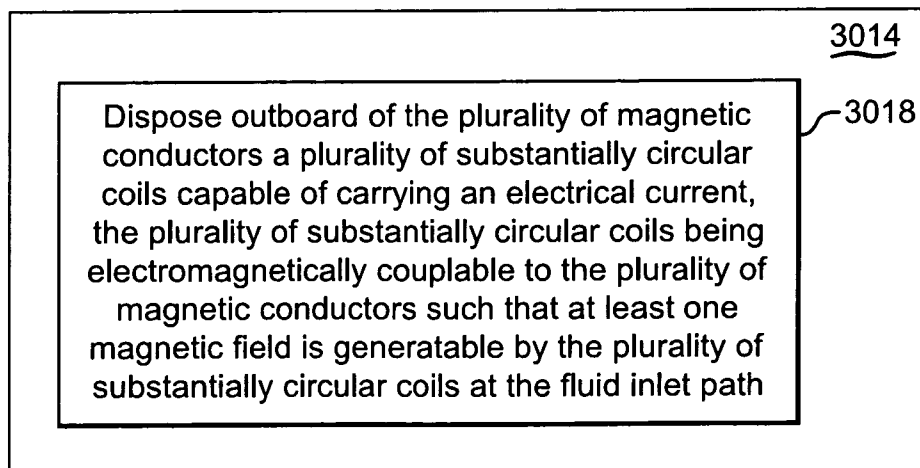 3014
3018
Dispose outboard of the plurality of magnetic
conductors a plurality of substantially circular
coils capable of carrying an electrical current,
the plurality of substantially circular coils being
electromagnetically couplable to the plurality of
magnetic conductors such that at least one
magnetic field is generatable by the plurality of
substantially circular coils at the fluid inlet path